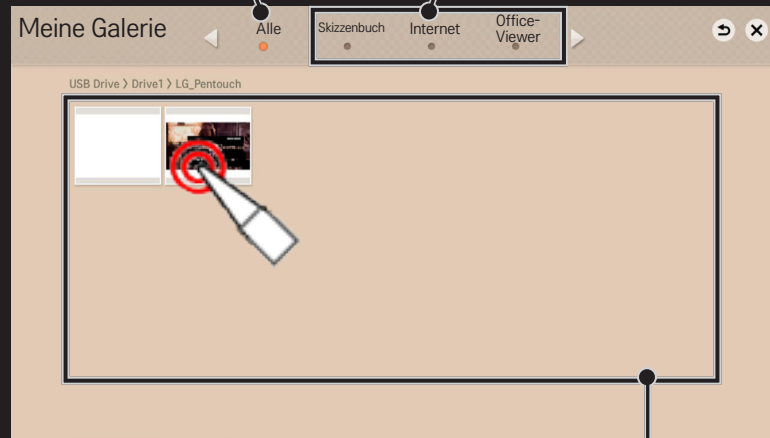 Meine Galerie
Alle
Skizzenbuch
Internet
Office-
Viewer
USB Drive 〉 Drive1 〉 LG_Pentouch